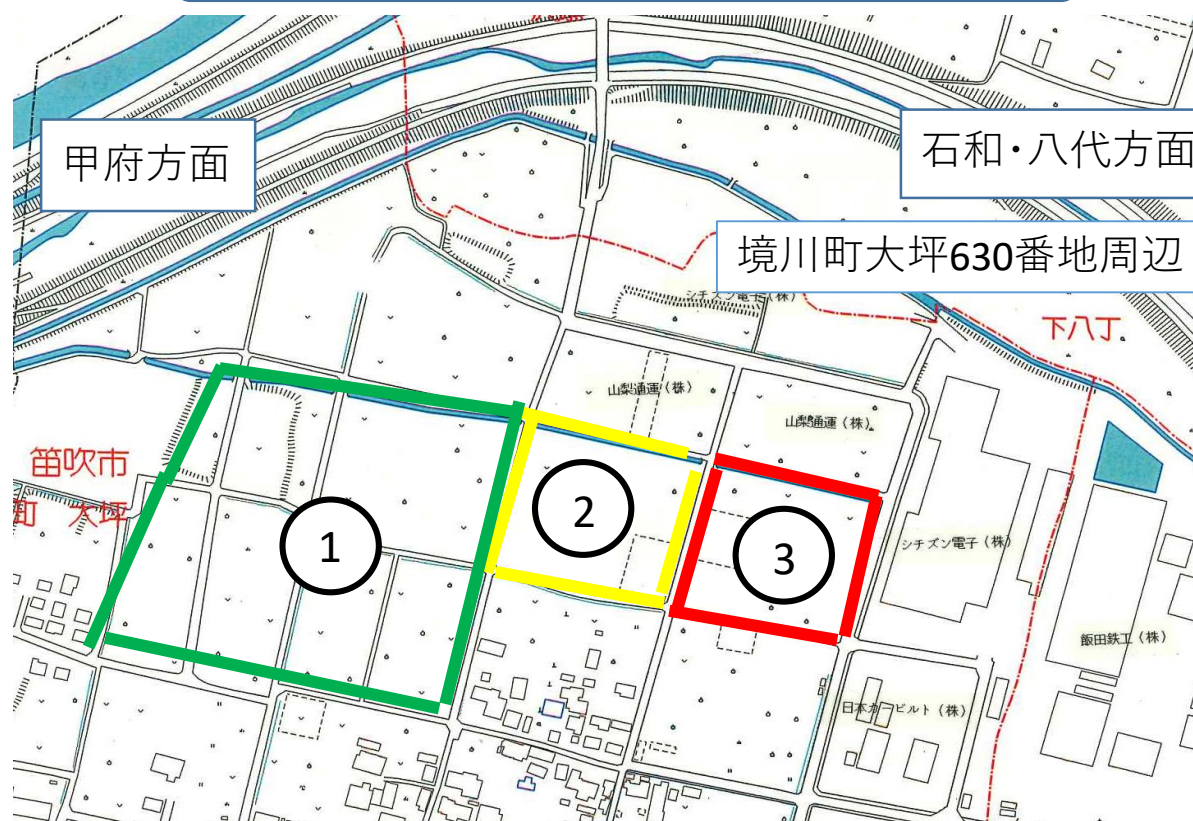 甲府方面
石和・八代方面
境川町大坪630番地周辺
シチズン電子(株)
下八丁
山梨通運(株)
山梨通運(株)
笛吹市
町 大坪
1
2
3
シチズン電子(株)
飯田鉄工(株)
日本カービルト(株)